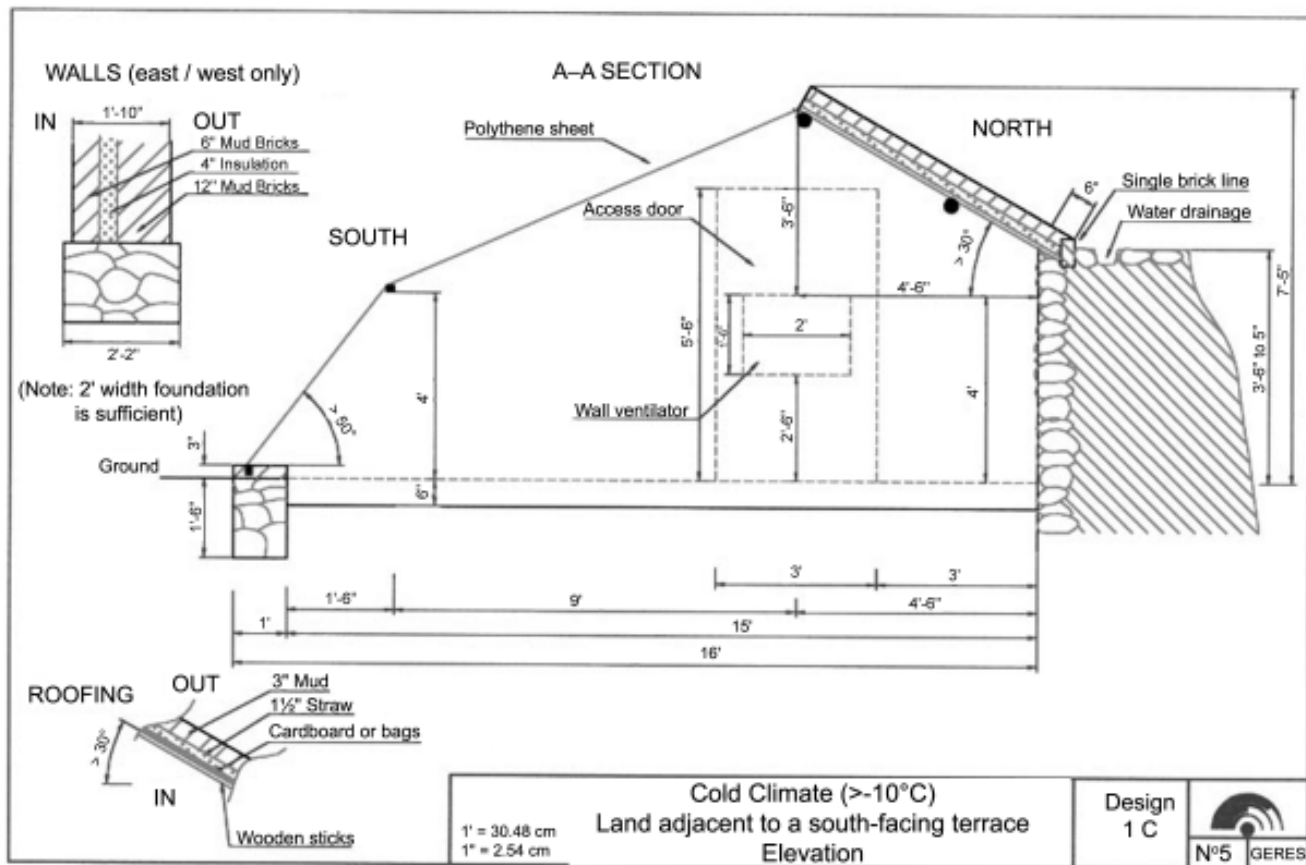 WALLS (east / west only)
1'-10"
IN
OUT
6" Mud Bricks
4" Insulation
12" Mud Bricks
2'-2"
(Note: 2' width foundation
is sufficient)
A–A SECTION
Polythene sheet
NORTH
SOUTH
6"
Single brick line
Water drainage
Access door
3'-6"
> 30°
4'-6"
5'-6"
1'-6"
2'
4'
4'
3'-6" to 5"
7'-5"
Wall ventilator
2'-6"
> 50°
3"
Ground
6"
1'-6"
3'
3'
1'-6"
9'
4'-6"
1'
15'
16'
ROOFING
OUT
3" Mud
1½" Straw
Cardboard or bags
> 30°
IN
Wooden sticks
1' = 30.48 cm
1" = 2.54 cm
Cold Climate (>-10°C)
Land adjacent to a south-facing terrace
Elevation
Design
1 C
Nº5
GERES